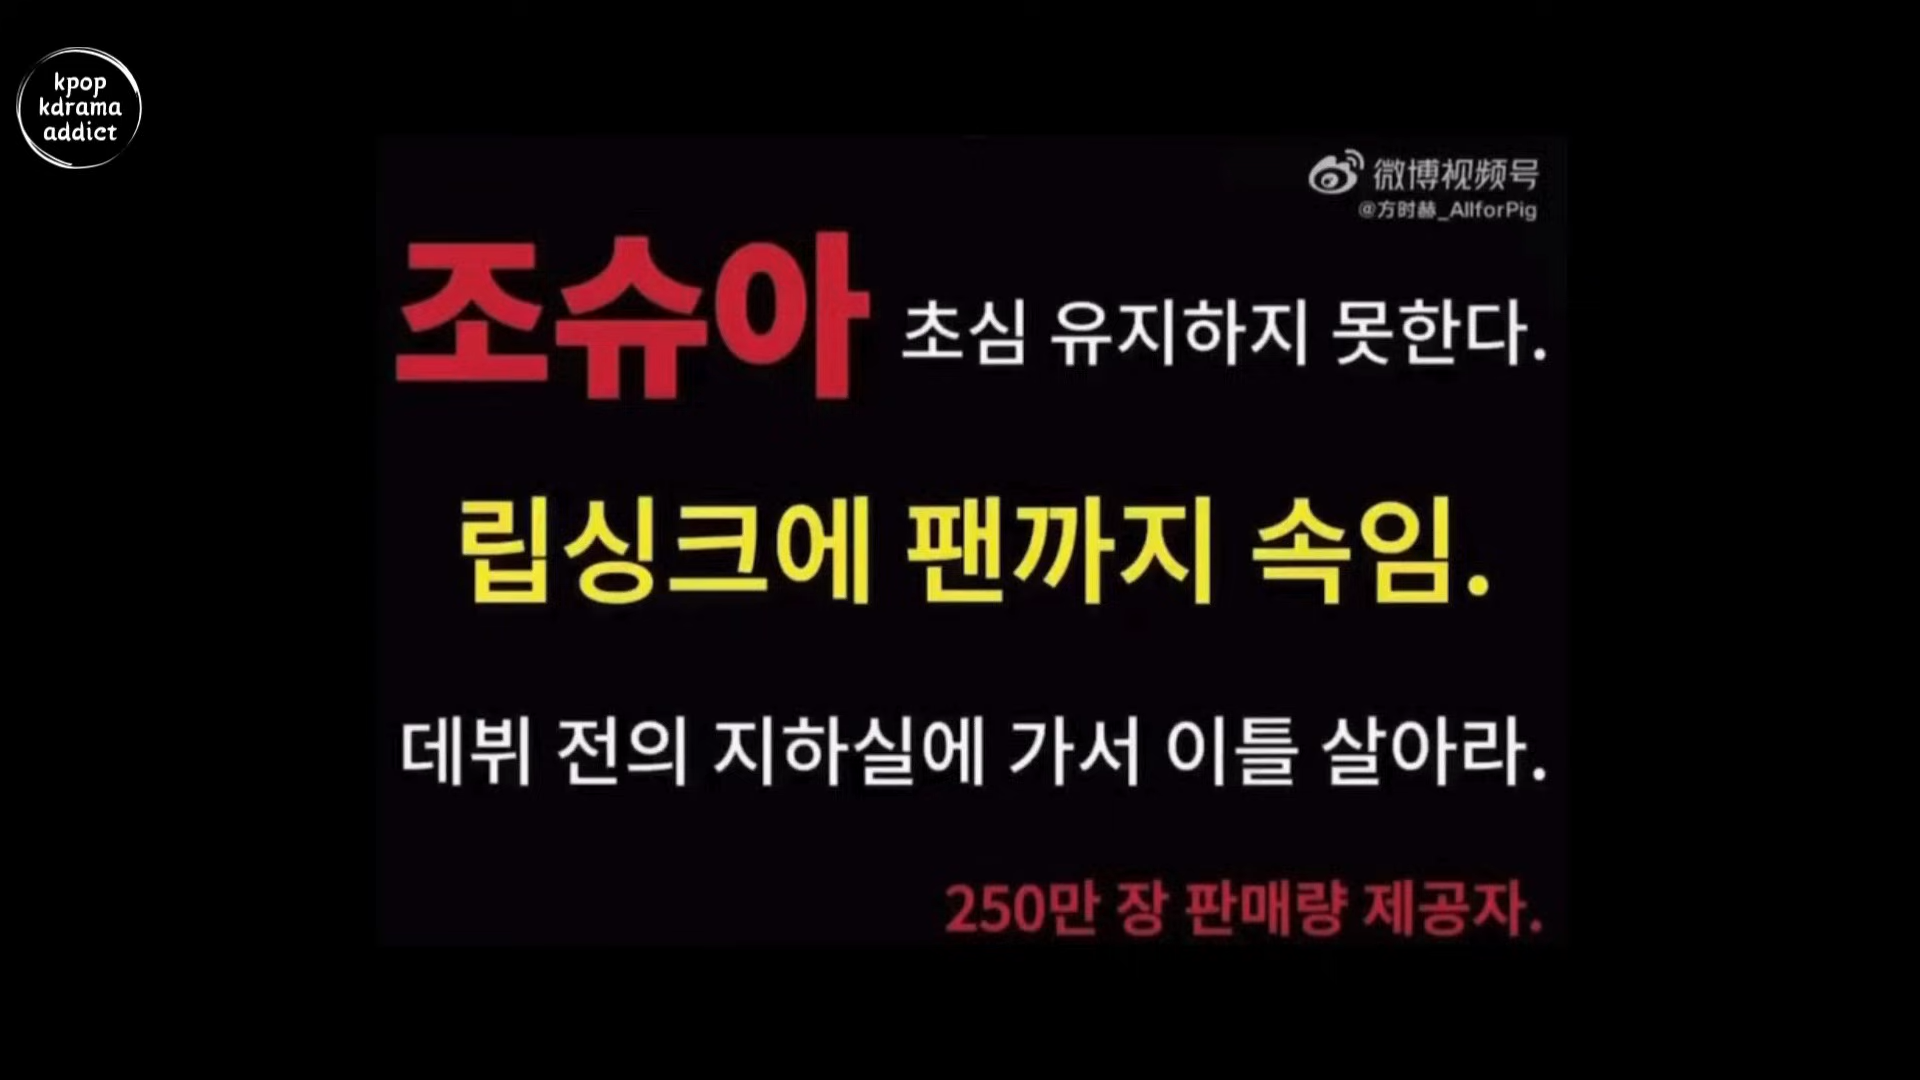 kpop
kdrama
addict
微博视频号
@方时赫_AllforPig
조슈아 초심 유지하지 못한다.
립싱크에 팬까지 속임.
데뷔 전의 지하실에 가서 이틀 살아라.
250만 장 판매량 제공자.